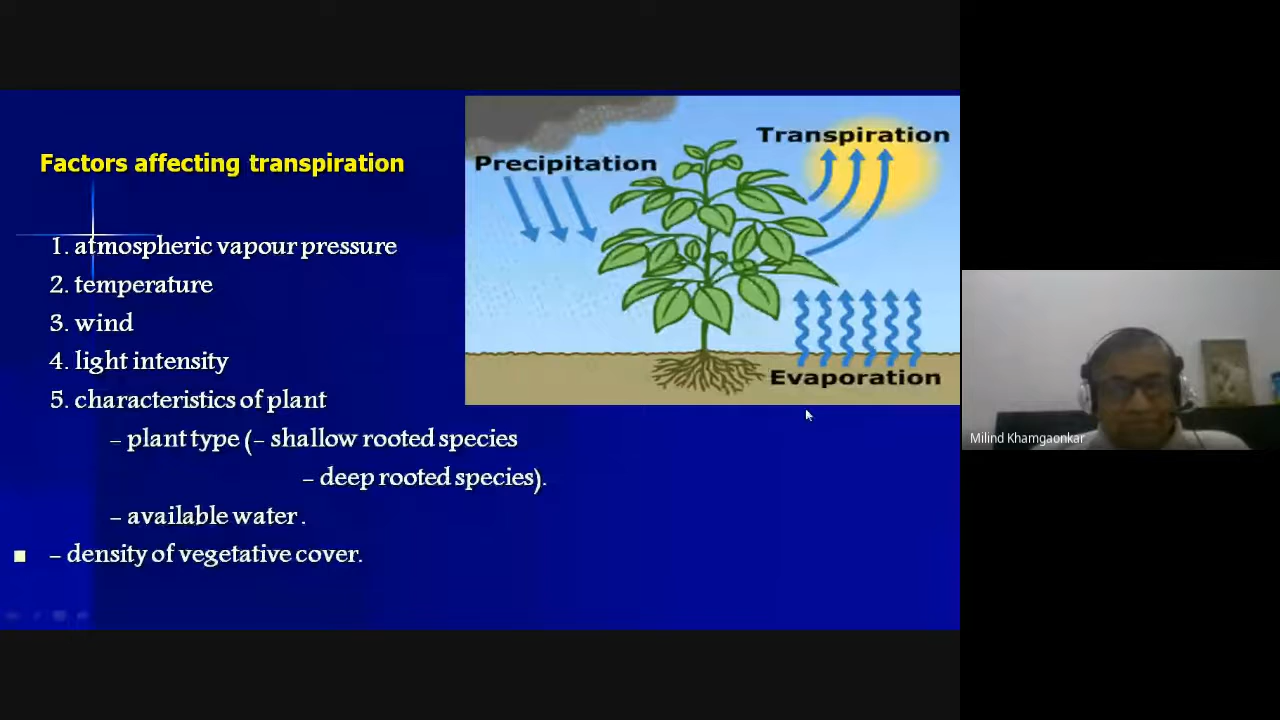 Factors affecting transpiration
1. atmospheric vapour pressure
2. temperature
3. wind
4. light intensity
5. characteristics of plant
– plant type (– shallow rooted species
– deep rooted species).
– available water .
– density of vegetative cover.
Precipitation
Transpiration
Evaporation
Milind Khamgaonkar